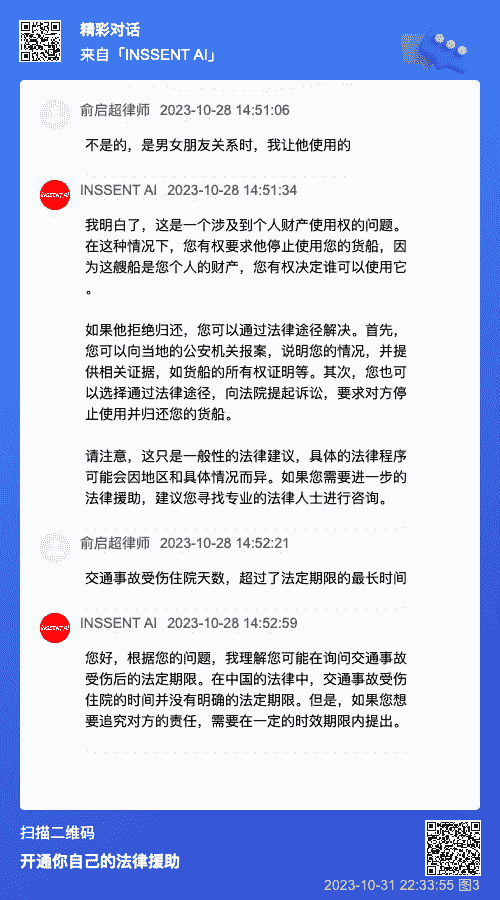 精彩对话
来自「INSSENT AI」
俞启超律师 2023-10-28 14:51:06
不是的，是男女朋友关系时，我让他使用的
INSSENT AI 2023-10-28 14:51:34
INSSENT AI
我明白了，这是一个涉及到个人财产使用权的问题。
在这种情况下，您有权要求他停止使用您的货船，因
为这艘船是您个人的财产，您有权决定谁可以使用它
。
如果他拒绝归还，您可以通过法律途径解决。首先，
您可以向当地的公安机关报案，说明您的情况，并提
供相关证据，如货船的所有权证明等。其次，您也可
以选择通过法律途径，向法院提起诉讼，要求对方停
止使用并归还您的货船。
请注意，这只是一般性的法律建议，具体的法律程序
可能会因地区和具体情况而异。如果您需要进一步的
法律援助，建议您寻找专业的法律人士进行咨询。
俞启超律师 2023-10-28 14:52:21
交通事故受伤住院天数，超过了法定期限的最长时间
INSSENT AI 2023-10-28 14:52:59
INSSENT AI
您好，根据您的问题，我理解您可能在询问交通事故
受伤后的法定期限。在中国的法律中，交通事故受伤
住院的时间并没有明确的法定期限。但是，如果您想
要追究对方的责任，需要在一定的时效期限内提出。
扫描二维码
开通你自己的法律援助
2023-10-31 22:33:55 图3